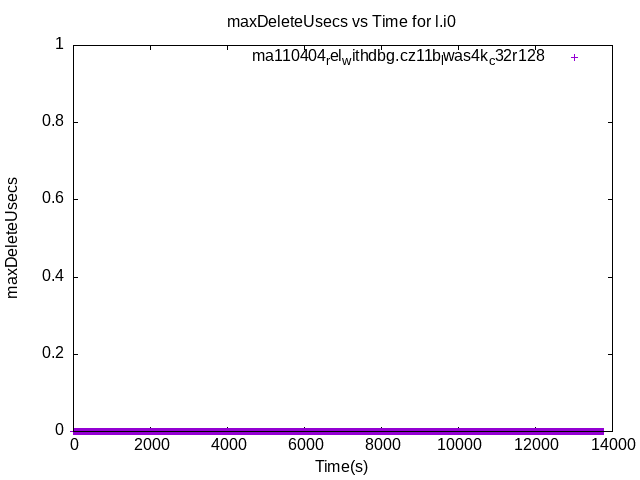 maxDeleteUsecs vs Time for l.i0
ma110404_rel_withdbg.cz11b_lwas4k_c32r128
1
0.8
0.6
0.4
0.2
0
maxDeleteUsecs
0 2000 4000 6000 8000 10000 12000 14000
Time(s)